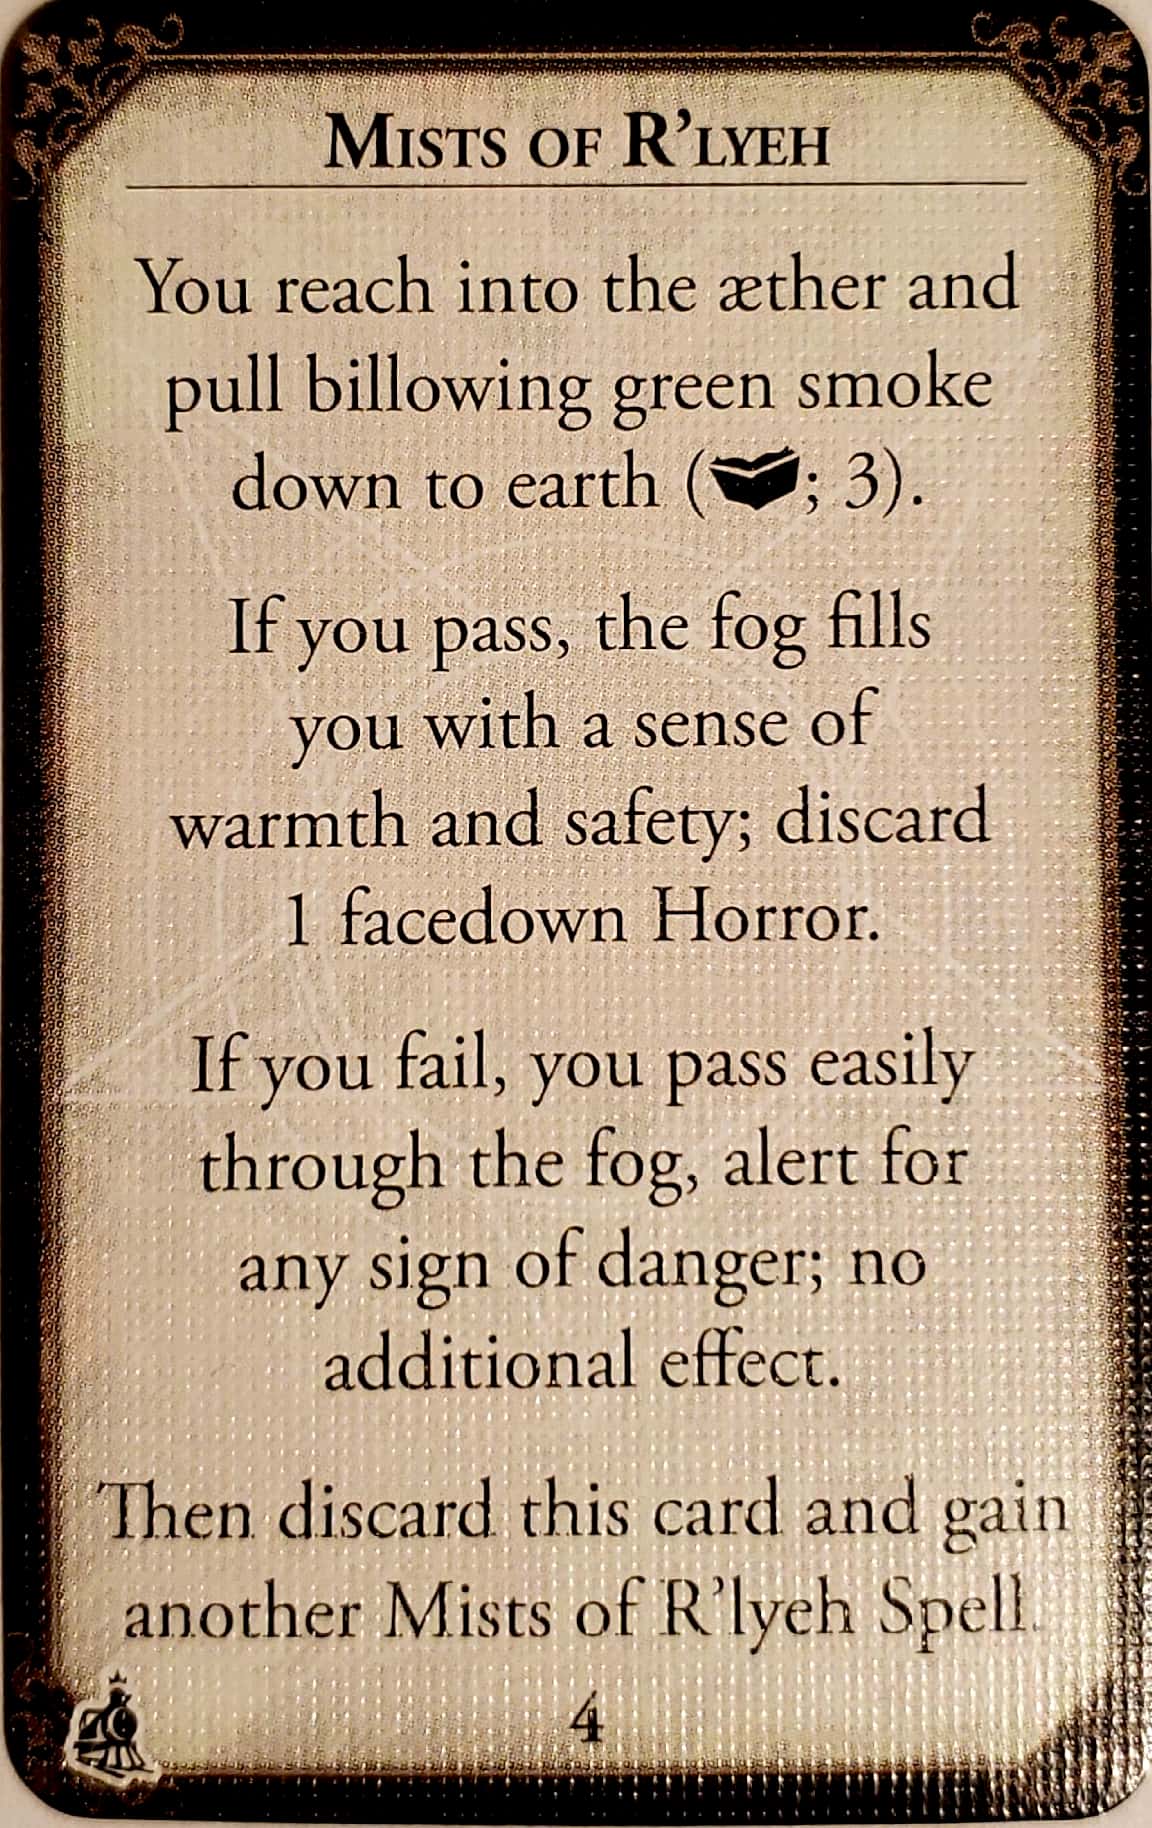 Mists of R’lyeh
You reach into the æther and
pull billowing green smoke
down to earth ( ; 3).
If you pass, the fog fills
you with a sense of
warmth and safety; discard
1 facedown Horror.
If you fail, you pass easily
through the fog, alert for
any sign of danger; no
additional effect.
Then discard this card and gain
another Mists of R’lyeh Spell.
4